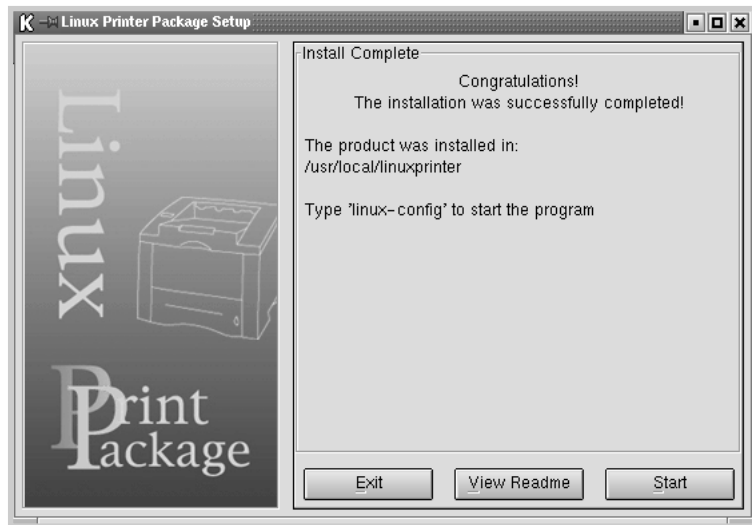 Linux Printer Package Setup
Linux
Print
Package
Install Complete
Congratulations!
The installation was successfully completed!
The product was installed in:
/usr/local/linuxprinter
Type 'linux-config' to start the program
Exit
View Readme
Start